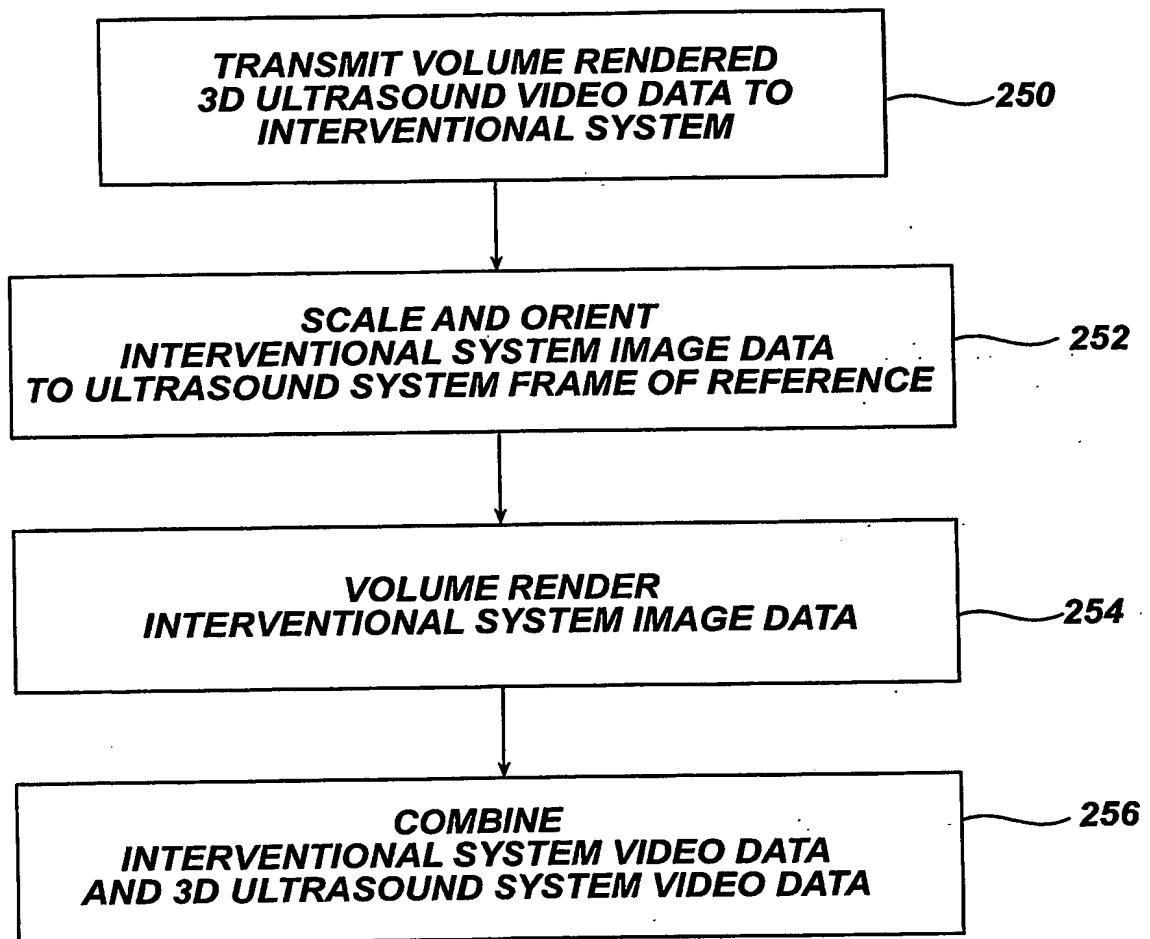 TRANSMIT VOLUME RENDERED
3D ULTRASOUND VIDEO DATA TO
INTERVENTIONAL SYSTEM
250
SCALE AND ORIENT
INTERVENTIONAL SYSTEM IMAGE DATA
TO ULTRASOUND SYSTEM FRAME OF REFERENCE
252
VOLUME RENDER
INTERVENTIONAL SYSTEM IMAGE DATA
254
COMBINE
INTERVENTIONAL SYSTEM VIDEO DATA
AND 3D ULTRASOUND SYSTEM VIDEO DATA
256